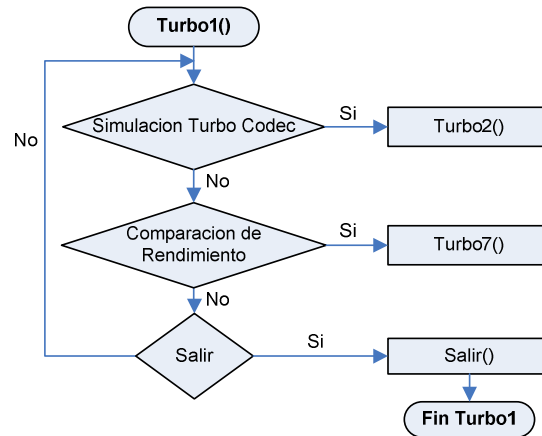 Turbo1()
Simulacion Turbo Codec
Si
Turbo2()
No
No
Comparacion de
Rendimiento
Si
Turbo7()
No
Salir
Si
Salir()
Fin Turbo1